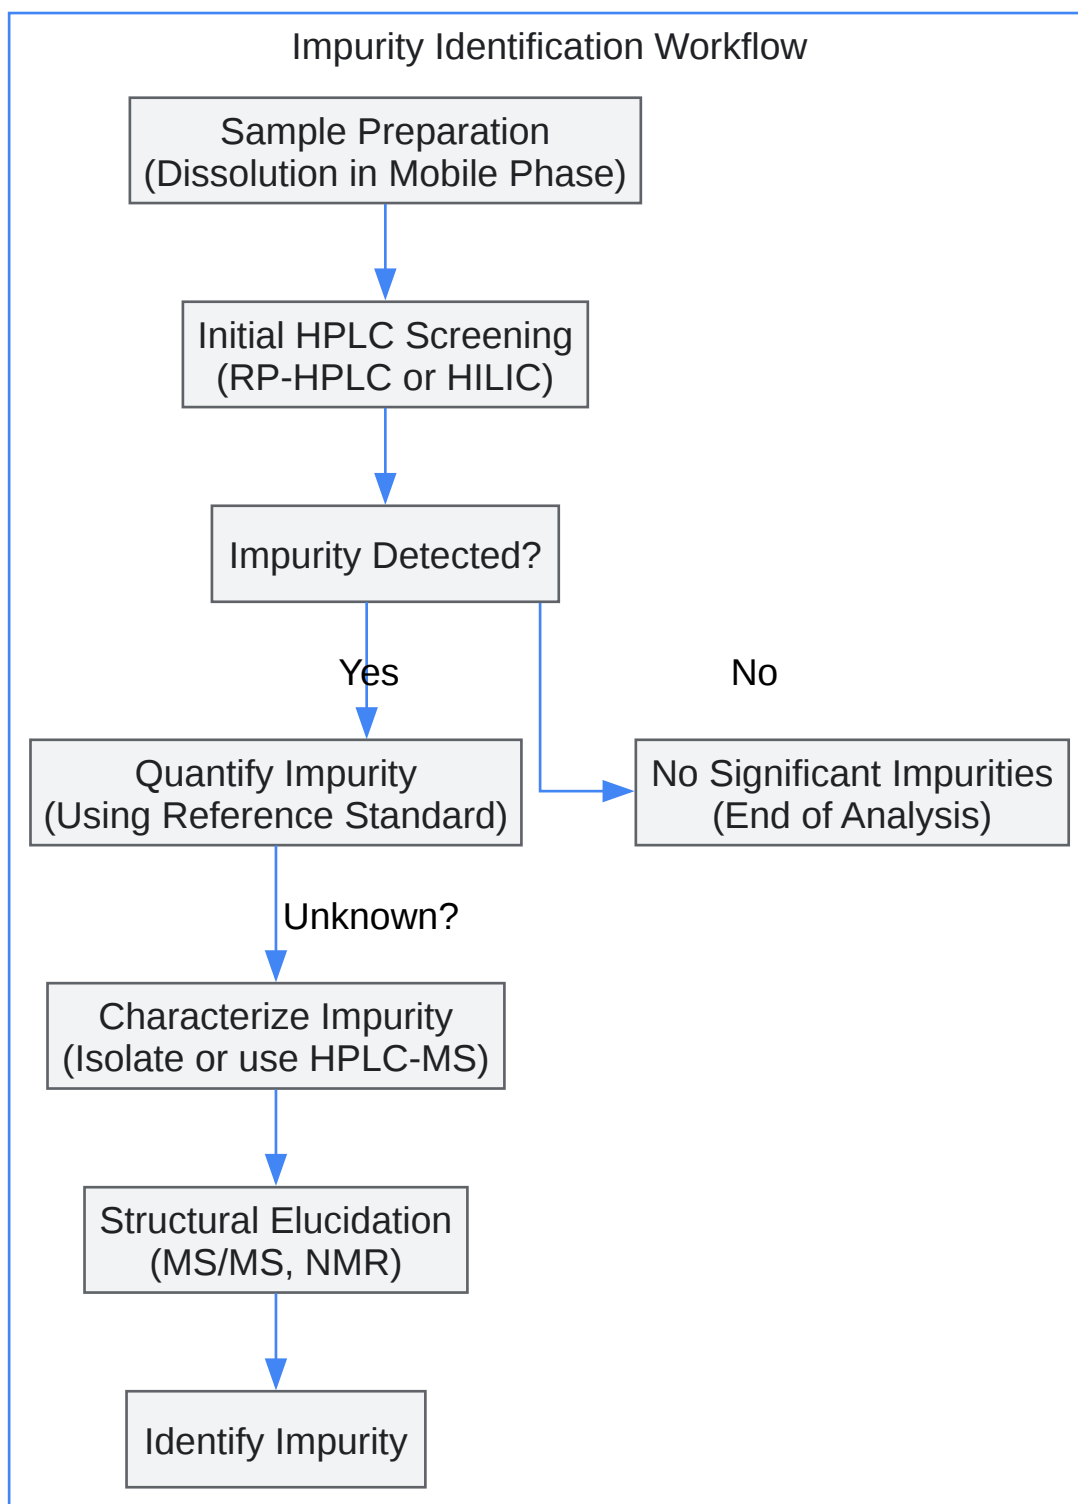 Impurity Identification Workflow
Sample Preparation
(Dissolution in Mobile Phase)
Initial HPLC Screening
(RP-HPLC or HILIC)
Impurity Detected?
Yes
No
Quantify Impurity
(Using Reference Standard)
No Significant Impurities
(End of Analysis)
Unknown?
Characterize Impurity
(Isolate or use HPLC-MS)
Structural Elucidation
(MS/MS, NMR)
Identify Impurity